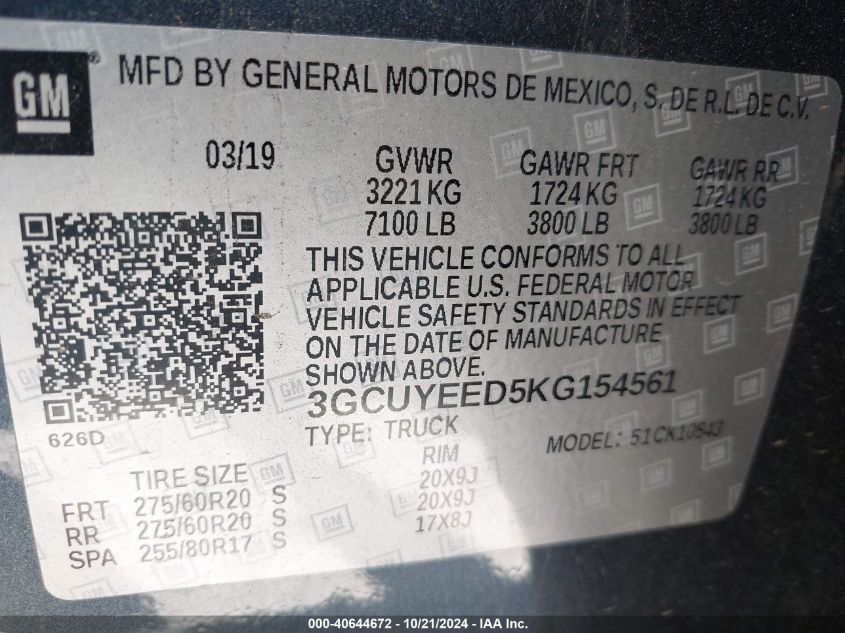 GM® MFD BY GENERAL MOTORS DE MEXICO, S. DE R.L. DE C.V.
03/19 GVWR GAWR FRT GAWR RR
3221 KG 1724 KG 1724 KG
7100 LB 3800 LB 3800 LB
THIS VEHICLE CONFORMS TO ALL
APPLICABLE U.S. FEDERAL MOTOR
VEHICLE SAFETY STANDARDS IN EFFECT
ON THE DATE OF MANUFACTURE
SHOWN ABOVE.
3GCUYEED5KG154561
626D
TYPE: TRUCK MODEL: 51CK10543
TIRE SIZE RIM
FRT 275/60R20 S 20X9J
RR 275/60R20 S 20X9J
SPA 255/80R17 S 17X8J
000-40644672 - 10/21/2024 - IAA Inc.